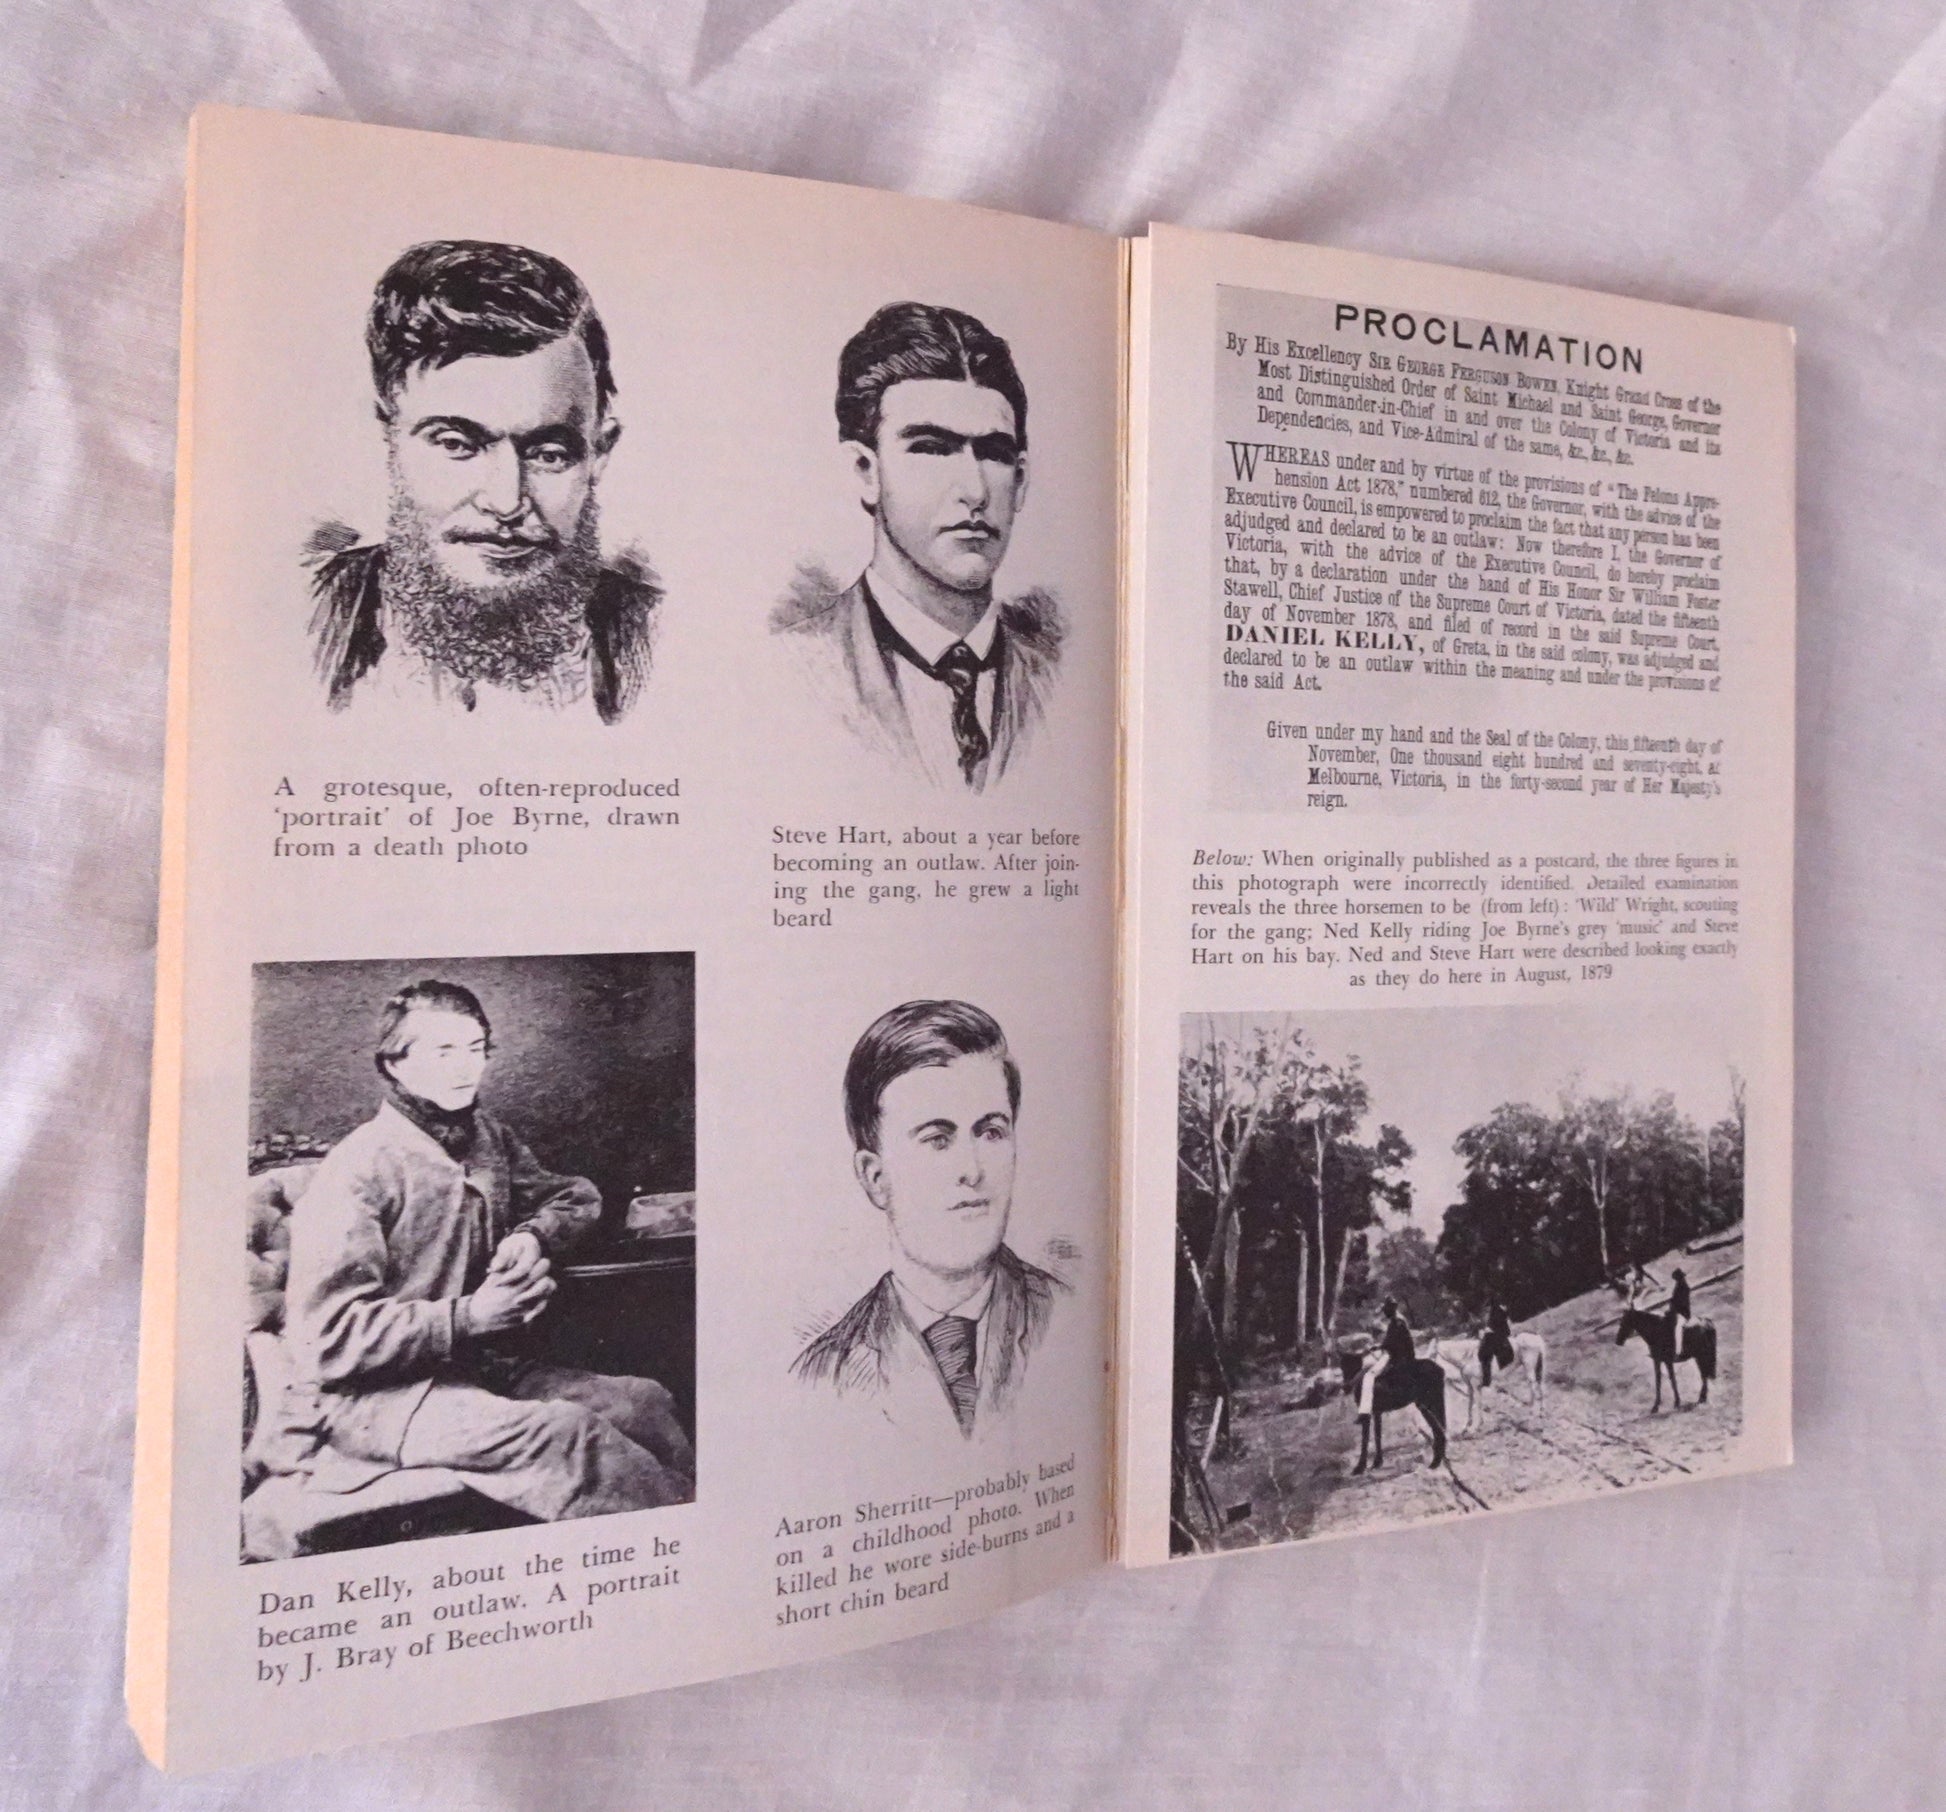 A grotesque, often-reproduced
'portrait' of Joe Byrne, drawn
from a death photo
Steve Hart, about a year before
becoming an outlaw. After join-
ing the gang, he grew a light
beard
Dan Kelly, about the time he
became an outlaw. A portrait
by J. Bray of Beechworth
Aaron Sherritt—probably based
on a childhood photo. When
killed he wore side-burns and a
short chin beard
PROCLAMATION
By His Excellency SIR GEORGE FERGUSON BOWEN, Knight Grand Cross of the
Most Distinguished Order of Saint Michael and Saint George, Governor
and Commander-in-Chief in and over the Colony of Victoria and its
Dependencies, and Vice-Admiral of the same, &c., &c., &c.
WHEREAS under and by virtue of the provisions of "The Felons Appre-
hension Act 1878," numbered 612, the Governor, with the advice of the
Executive Council, is empowered to proclaim the fact that any person has been
adjudged and declared to be an outlaw: Now therefore I, the Governor of
Victoria, with the advice of the Executive Council, do hereby proclaim
that, by a declaration under the hand of His Honor Sir William Foster
Stawell, Chief Justice of the Supreme Court of Victoria, dated the fifteenth
day of November 1878, and filed of record in the said Supreme Court,
DANIEL KELLY, of Greta, in the said colony, was adjudged and
declared to be an outlaw within the meaning and under the provisions of
the said Act.
Given under my hand and the Seal of the Colony, this fifteenth day of
November, One thousand eight hundred and seventy-eight, at
Melbourne, Victoria, in the forty-second year of Her Majesty's
reign.
Below: When originally published as a postcard, the three figures in
this photograph were incorrectly identified. Detailed examination
reveals the three horsemen to be (from left): 'Wild' Wright, scouting
for the gang; Ned Kelly riding Joe Byrne's grey 'music' and Steve
Hart on his bay. Ned and Steve Hart were described looking exactly
as they do here in August, 1879